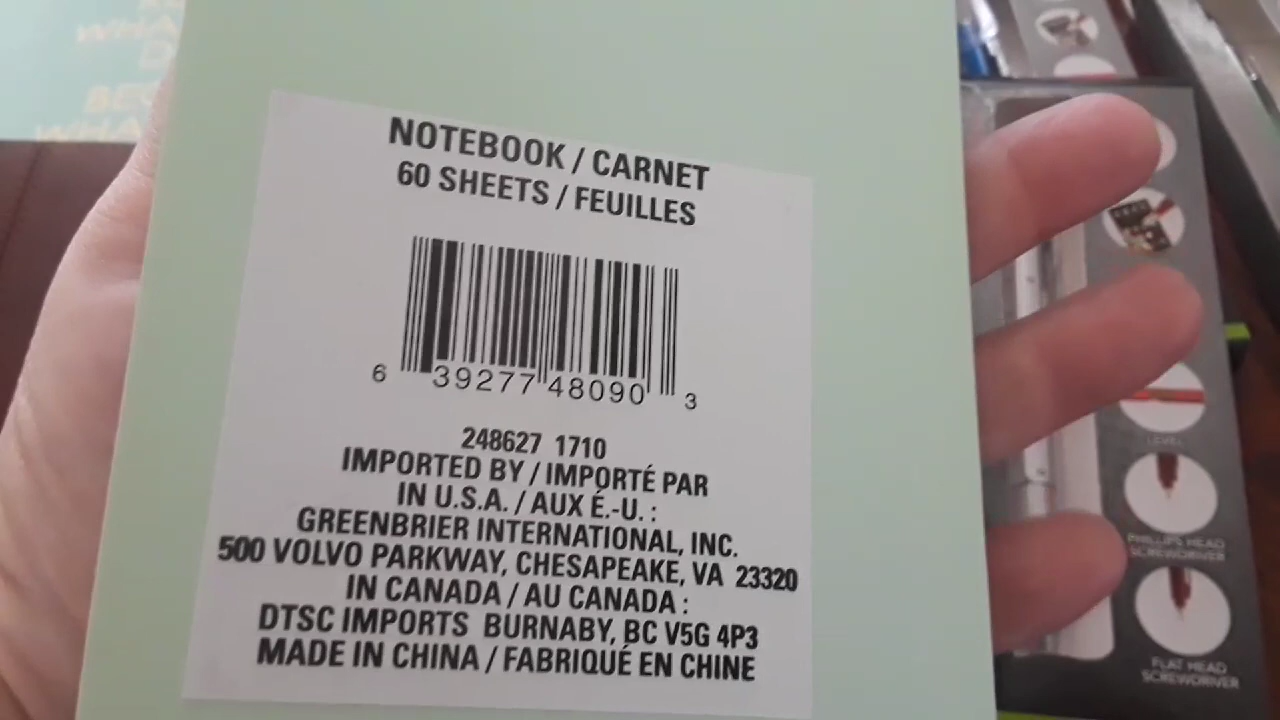 NOTEBOOK / CARNET
60 SHEETS / FEUILLES
6 39277 48090 3
248627 1710
IMPORTED BY / IMPORTÉ PAR
IN U.S.A. / AUX É.-U. :
GREENBRIER INTERNATIONAL, INC.
500 VOLVO PARKWAY, CHESAPEAKE, VA 23320
IN CANADA / AU CANADA :
DTSC IMPORTS BURNABY, BC V5G 4P3
MADE IN CHINA / FABRIQUÉ EN CHINE
LEVEL
PHILLIPS HEAD
SCREWDRIVER
FLAT HEAD
SCREWDRIVER